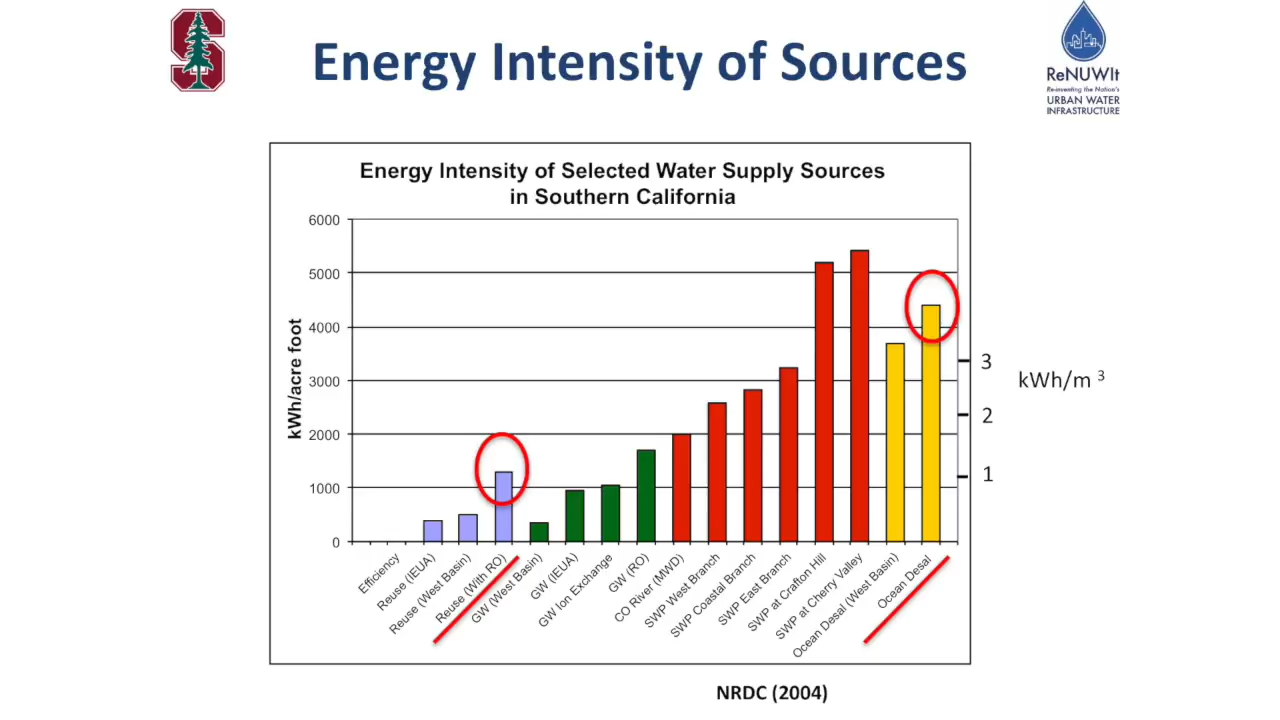 S
Energy Intensity of Sources
ReNUWIt
Re-inventing the Nation's
URBAN WATER
INFRASTRUCTURE
Energy Intensity of Selected Water Supply Sources
in Southern California
kWh/acre foot
6000
5000
4000
3000
2000
1000
0
3
2
1
kWh/m ³
Efficiency
Reuse (IEUA)
Reuse (West Basin)
Reuse (With RO)
GW (West Basin)
GW (IEUA)
GW Ion Exchange
GW (RO)
CO River (MWD)
SWP West Branch
SWP Coastal Branch
SWP East Branch
SWP at Crafton Hill
SWP at Cherry Valley
Ocean Desal (West Basin)
Ocean Desal
NRDC (2004)